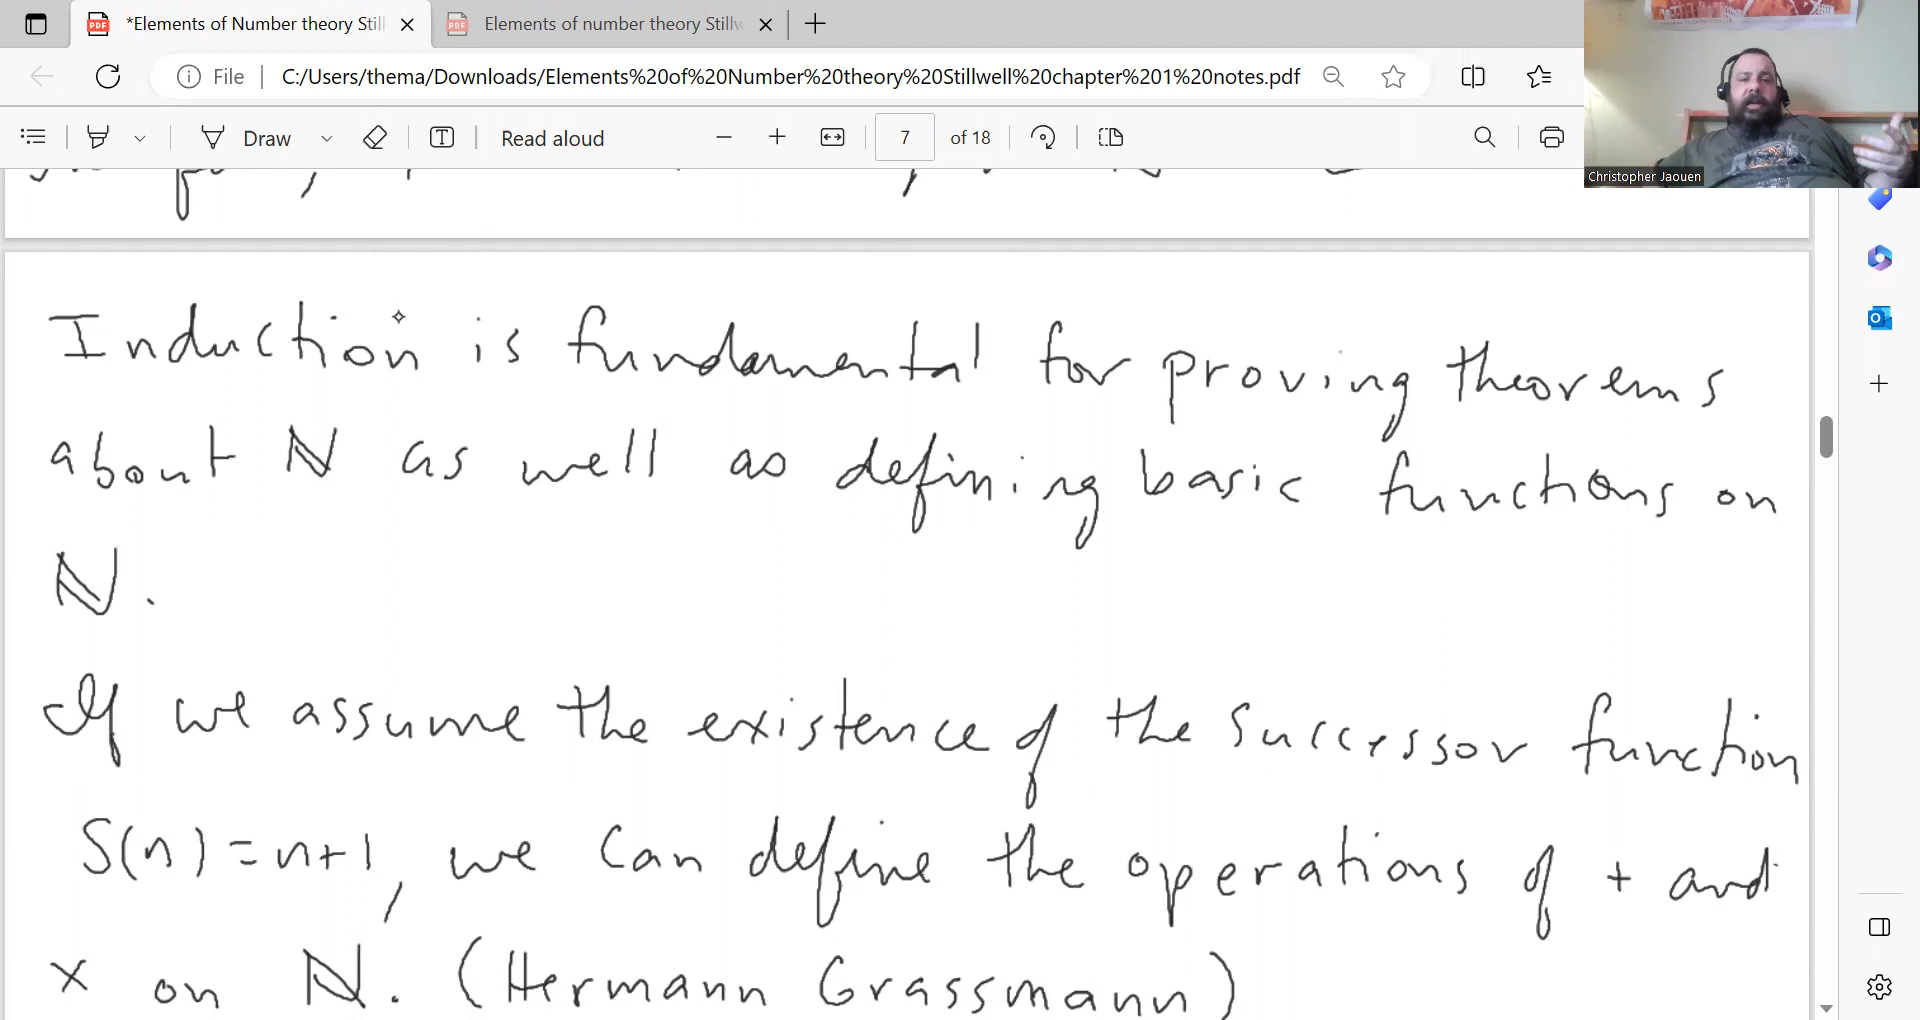 *Elements of Number theory Still
Elements of number theory Stillw
File
C:/Users/thema/Downloads/Elements%20of%20Number%20theory%20Stillwell%20chapter%201%20notes.pdf
Draw
Read aloud
7
of 18
Christopher Jaouen
Induction is fundamental for proving theorems
about ℕ as well as defining basic functions on
ℕ.
If we assume the existence of the successor function
S(n) = n+1, we can define the operations of + and
× on ℕ. (Hermann Grassmann)